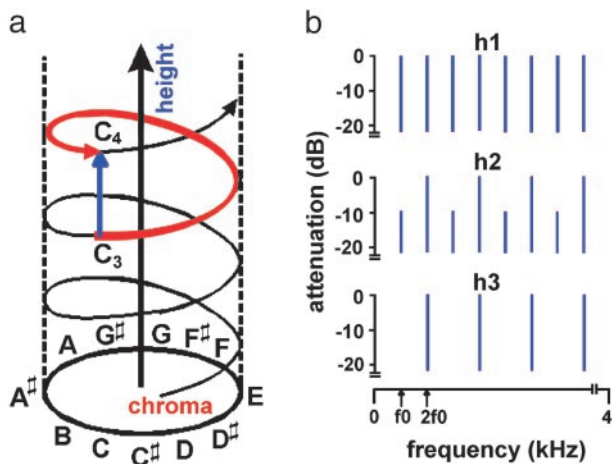 a
height
C₄
C₃
A G♯ G F♯ F
A♯ chroma E
B C C♯ D D♯
b
h1
0
-10
-20
h2
0
-10
-20
h3
0
-10
-20
attenuation (dB)
0 f0 2f0 4
frequency (kHz)